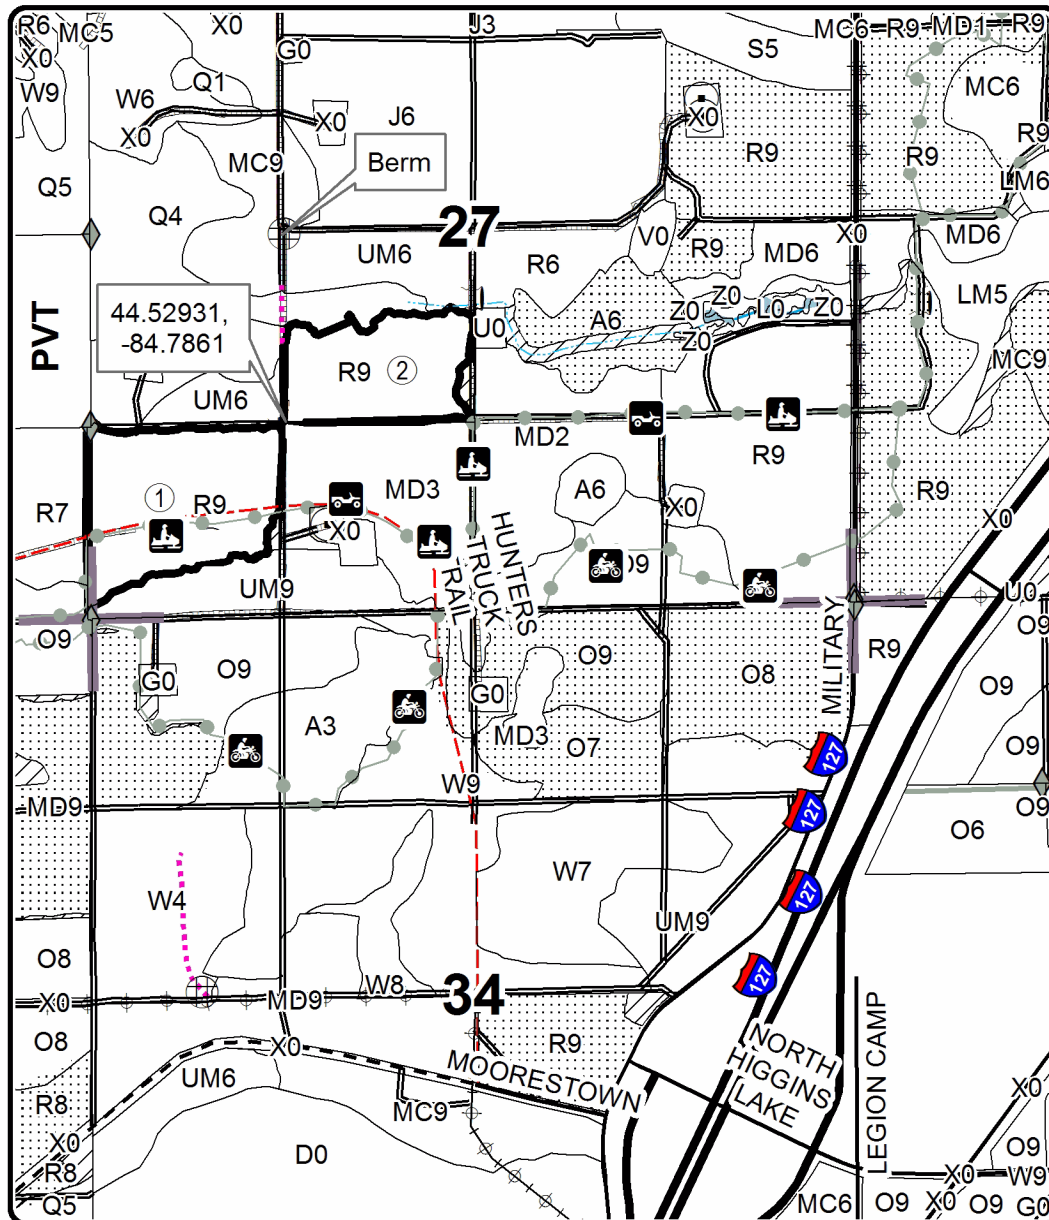 R6
MC5
X0
J3
MC6
R9
MD1
R9
X0
G0
S5
W9
Q1
MC6
W6
X0
X0
J6
X0
R9
R9
MC9
Berm
R9
LM6
Q5
Q4
27
V0
R9
MD6
X0
MD6
UM6
R6
PVT
44.52931,
-84.7861
U0
A6
Z0
Z0
L0
Z0
Z0
LM5
MC9
R9
2
UM6
MD2
R9
R7
1
R9
MD3
A6
X0
R9
X0
X0
HUNTERS
TRUCK
TRAIL
O9
UM9
U0
O9
O9
O9
O9
O8
MILITARY
R9
G0
G0
O9
A3
MD3
O7
O9
127
W9
MD9
127
O9
O6
W4
W7
127
UM9
O8
127
X0
MD9
W8
34
O8
X0
R9
NORTH
HIGGINS
LAKE
LEGION CAMP
MOORESTOWN
UM6
R8
MC9
X0
X0
D0
O9
R8
X0
W9
Q5
MC6
O9
X0
O9
G0